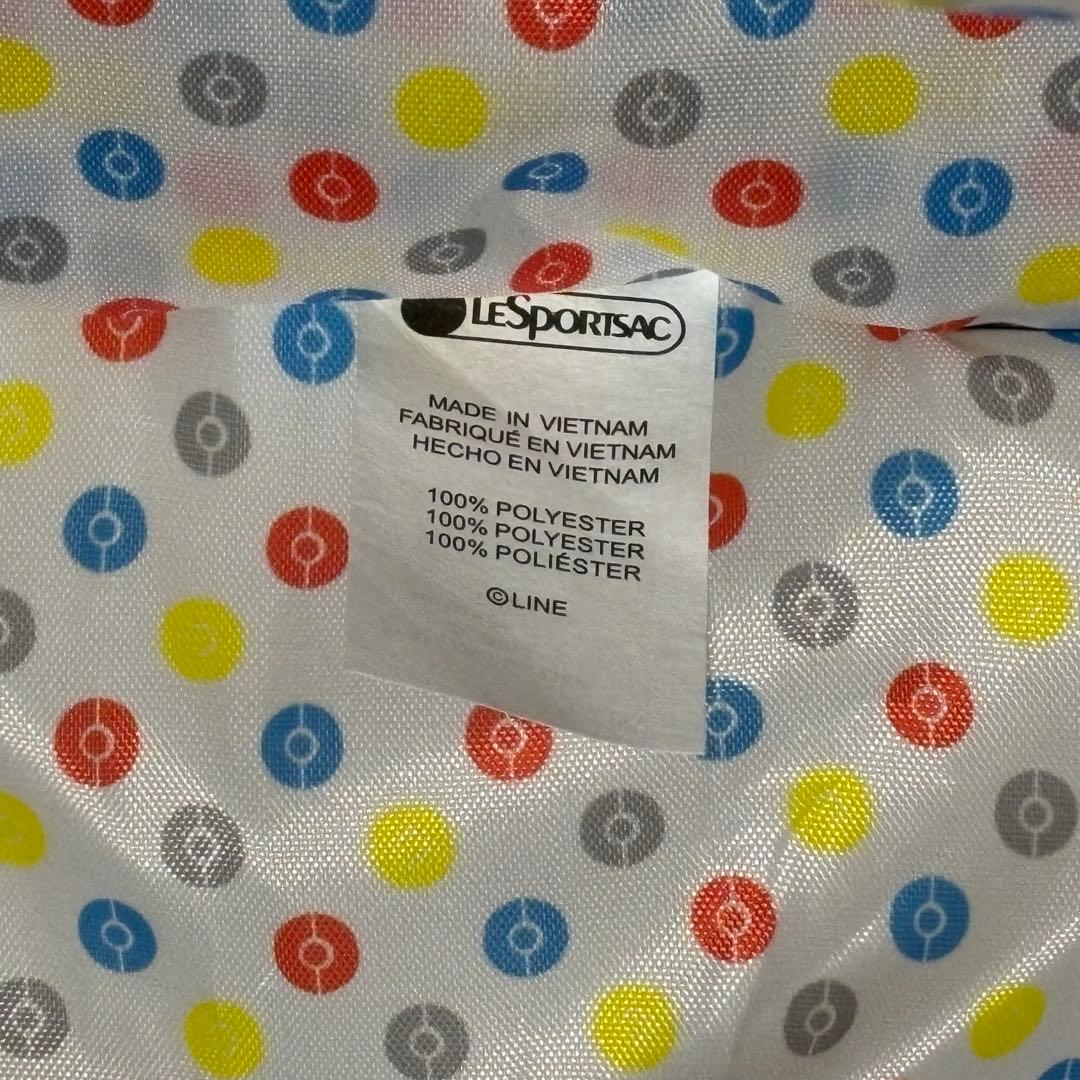 LESPORTSAC
MADE IN VIETNAM
FABRIQUÉ EN VIETNAM
HECHO EN VIETNAM
100% POLYESTER
100% POLYESTER
100% POLIÉSTER
©LINE